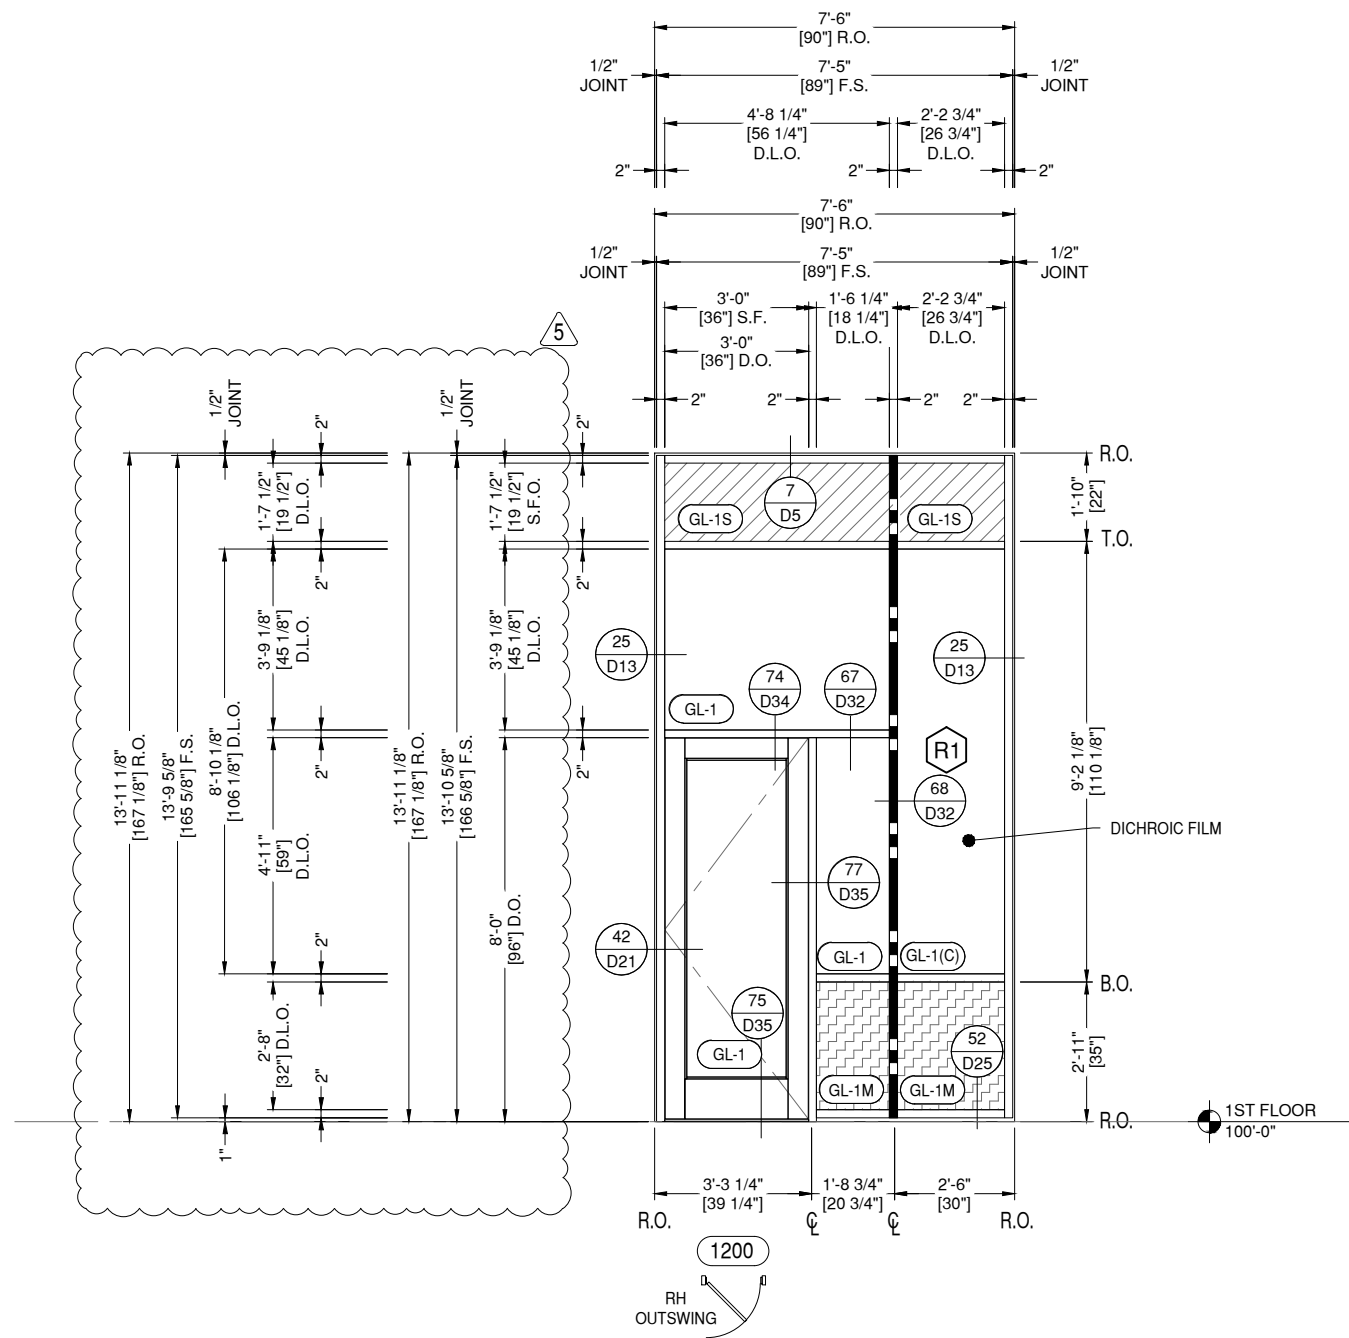 7'-6"
[90"] R.O.
1/2"
JOINT
7'-5"
[89"] F.S.
1/2"
JOINT
4'-8 1/4"
[56 1/4"]
D.L.O.
2'-2 3/4"
[26 3/4"]
D.L.O.
2"
2"
2"
7'-6"
[90"] R.O.
1/2"
JOINT
7'-5"
[89"] F.S.
1/2"
JOINT
3'-0"
[36"] S.F.
1'-6 1/4"
[18 1/4"]
D.L.O.
2'-2 3/4"
[26 3/4"]
D.L.O.
3'-0"
[36"] D.O.
2"
2"
2"
2"
5
1/2"
JOINT
2"
1/2"
JOINT
2"
1'-7 1/2"
[19 1/2"]
D.L.O.
1'-7 1/2"
[19 1/2"]
S.F.O.
2"
2"
3'-9 1/8"
[45 1/8"]
D.L.O.
3'-9 1/8"
[45 1/8"]
D.L.O.
2"
2"
13'-11 1/8"
[167 1/8"] R.O.
13'-9 5/8"
[165 5/8"] F.S.
8'-10 1/8"
[106 1/8"] D.L.O.
4'-11"
[59"]
D.L.O.
13'-11 1/8"
[167 1/8"] R.O.
13'-10 5/8"
[166 5/8"] F.S.
8'-0"
[96"] D.O.
2"
2'-8"
[32"] D.L.O.
2"
1"
7
D5
GL-1S
GL-1S
25
D13
25
D13
74
D34
67
D32
GL-1
R1
68
D32
DICHROIC FILM
77
D35
42
D21
GL-1
GL-1(C)
75
D35
GL-1
52
D25
GL-1M
GL-1M
R.O.
1'-10"
[22"]
T.O.
9'-2 1/8"
[110 1/8"]
B.O.
2'-11"
[35"]
R.O.
1ST FLOOR
100'-0"
3'-3 1/4"
[39 1/4"]
1'-8 3/4"
[20 3/4"]
2'-6"
[30"]
R.O.
℄
℄
R.O.
1200
RH
OUTSWING